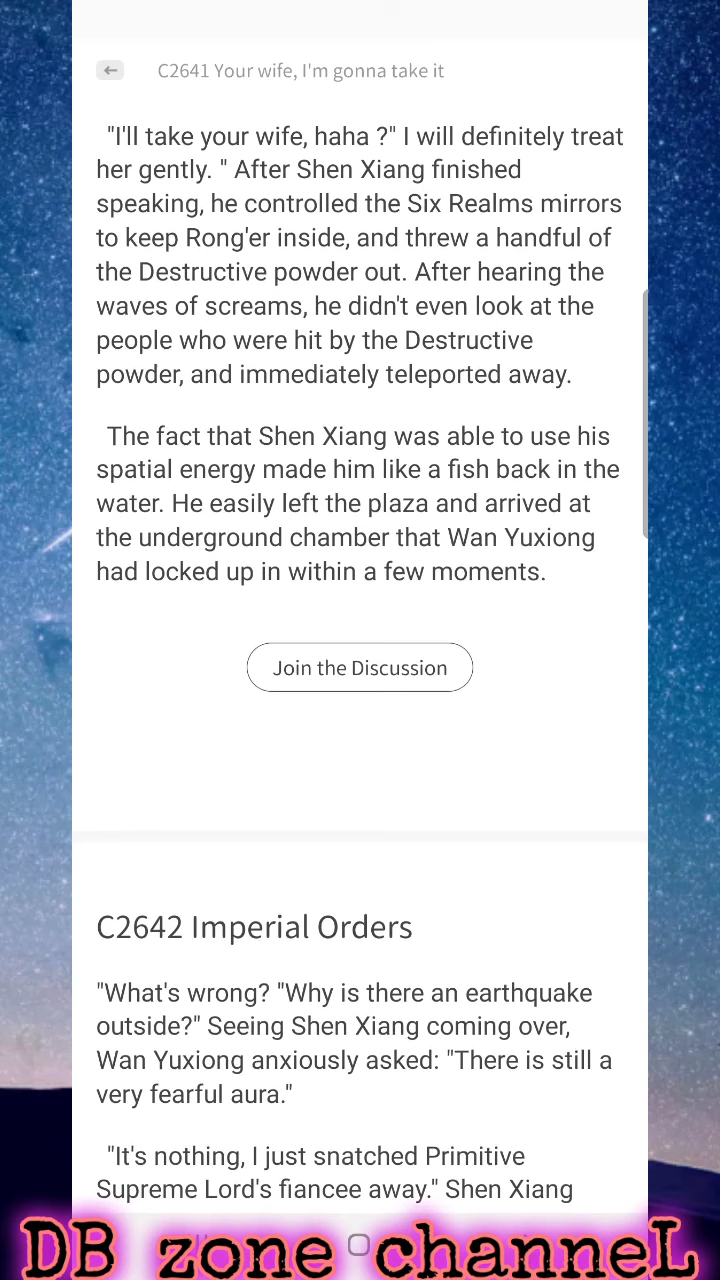 C2641 Your wife, I'm gonna take it
"I'll take your wife, haha ?" I will definitely treat
her gently. " After Shen Xiang finished
speaking, he controlled the Six Realms mirrors
to keep Rong'er inside, and threw a handful of
the Destructive powder out. After hearing the
waves of screams, he didn't even look at the
people who were hit by the Destructive
powder, and immediately teleported away.
The fact that Shen Xiang was able to use his
spatial energy made him like a fish back in the
water. He easily left the plaza and arrived at
the underground chamber that Wan Yuxiong
had locked up in within a few moments.
Join the Discussion
C2642 Imperial Orders
"What's wrong? "Why is there an earthquake
outside?" Seeing Shen Xiang coming over,
Wan Yuxiong anxiously asked: "There is still a
very fearful aura."
"It's nothing, I just snatched Primitive
Supreme Lord's fiancee away." Shen Xiang
DB zone channeL